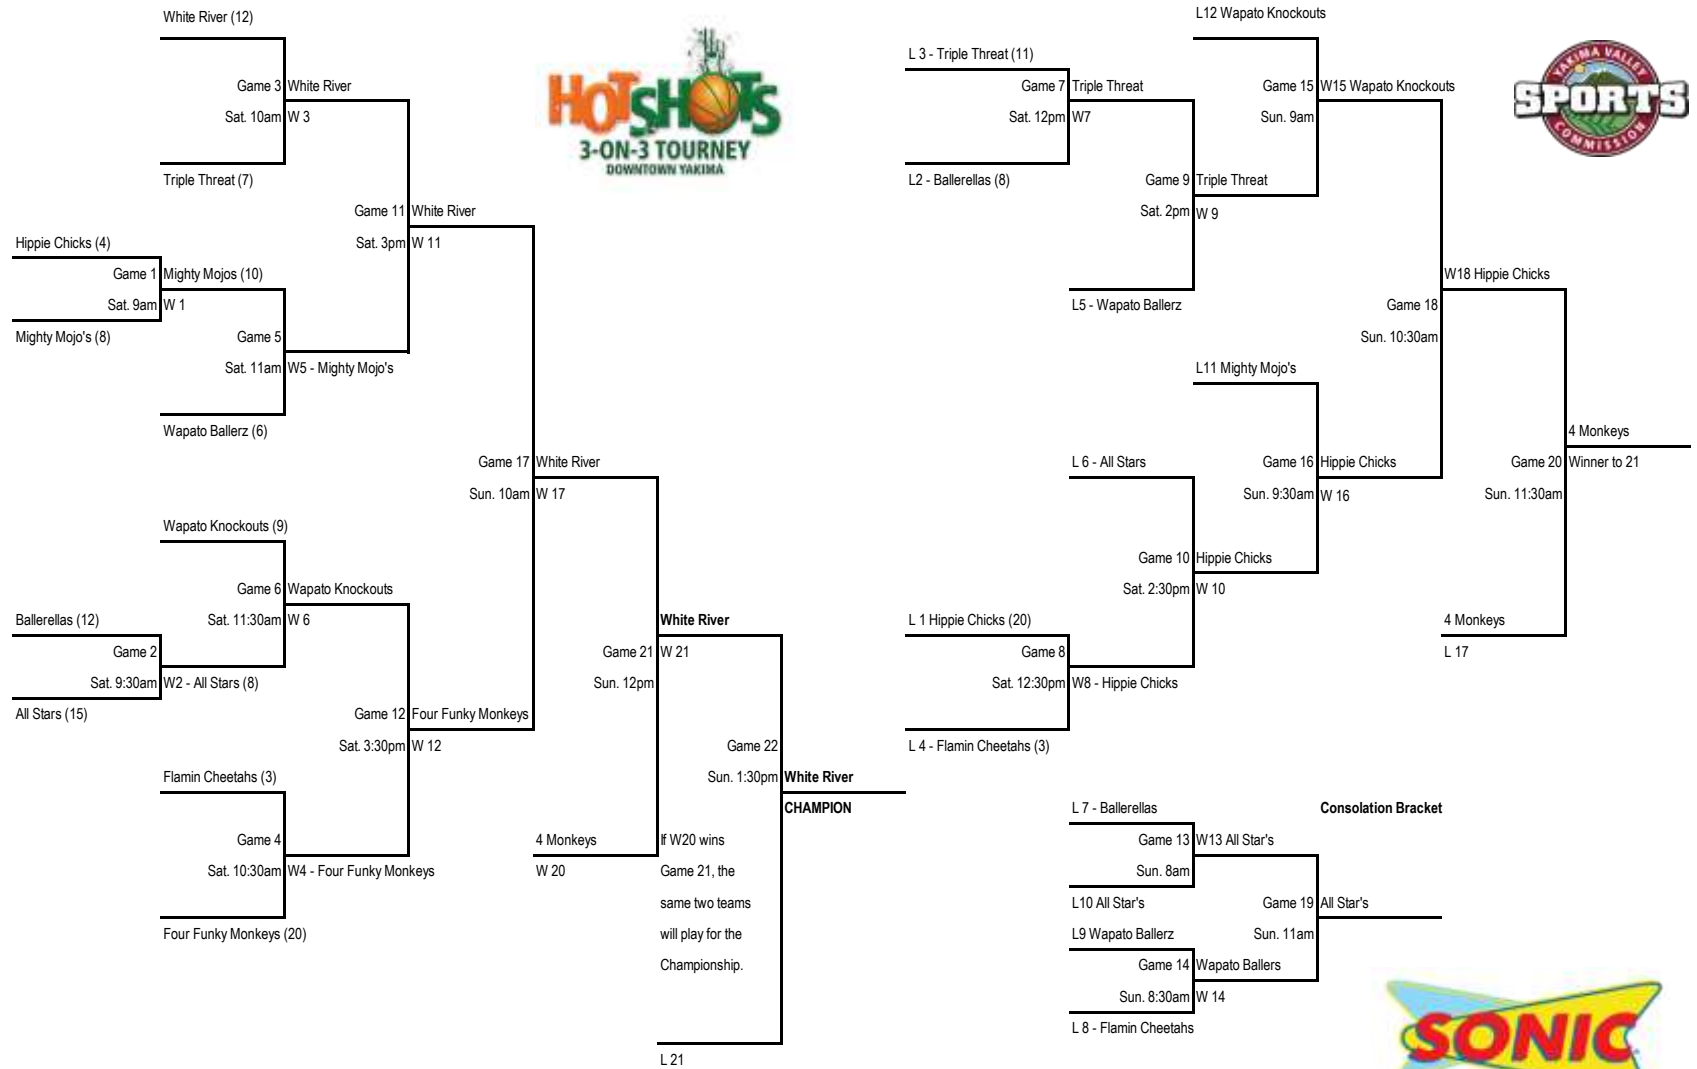 White River (12)
Game 3 White River
Sat. 10am W 3
Triple Threat (7)
Game 11 White River
Sat. 3pm W 11
Hippie Chicks (4)
Game 1 Mighty Mojos (10)
Sat. 9am W 1
Mighty Mojo's (8)
Game 5
Sat. 11am W5 - Mighty Mojo's
Wapato Ballerz (6)
Game 17 White River
Sun. 10am W 17
Wapato Knockouts (9)
Game 6 Wapato Knockouts
Sat. 11:30am W 6
Ballerellas (12)
Game 2
Sat. 9:30am W2 - All Stars (8)
All Stars (15)
Game 12 Four Funky Monkeys
Sat. 3:30pm W 12
Flamin Cheetahs (3)
Game 4
Sat. 10:30am W4 - Four Funky Monkeys
Four Funky Monkeys (20)
White River
Game 21 W 21
Sun. 12pm
Game 22
Sun. 1:30pm White River
CHAMPION
4 Monkeys
W 20
If W20 wins
Game 21, the
same two teams
will play for the
Championship.
L 21
HOTSHOTS
3-ON-3 TOURNEY
DOWNTOWN YAKIMA
L12 Wapato Knockouts
L 3 - Triple Threat (11)
Game 7 Triple Threat
Sat. 12pm W7
L2 - Ballerellas (8)
Game 15 W15 Wapato Knockouts
Sun. 9am
Game 9 Triple Threat
Sat. 2pm W 9
L5 - Wapato Ballerz
W18 Hippie Chicks
Game 18
Sun. 10:30am
L11 Mighty Mojo's
L 6 - All Stars
Game 16 Hippie Chicks
Sun. 9:30am W 16
Game 10 Hippie Chicks
Sat. 2:30pm W 10
L 1 Hippie Chicks (20)
Game 8
Sat. 12:30pm W8 - Hippie Chicks
L 4 - Flamin Cheetahs (3)
4 Monkeys
Game 20 Winner to 21
Sun. 11:30am
4 Monkeys
L 17
Consolation Bracket
L 7 - Ballerellas
Game 13 W13 All Star's
Sun. 8am
L10 All Star's
Game 19 All Star's
Sun. 11am
L9 Wapato Ballerz
Game 14 Wapato Ballers
Sun. 8:30am W 14
L 8 - Flamin Cheetahs
YAKIMA VALLEY
SPORTS
COMMISSION
SONIC